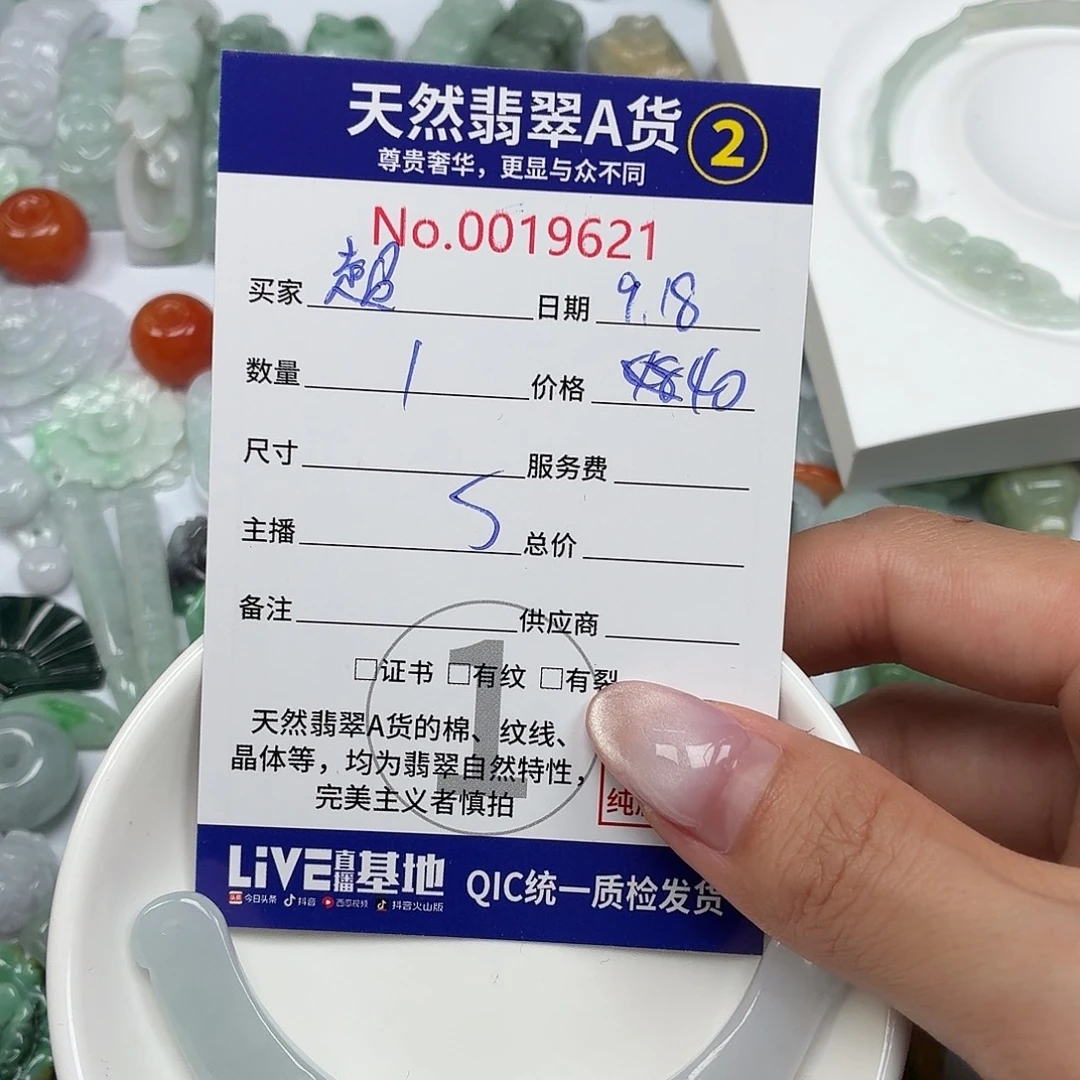 天然翡翠A货 2
尊贵奢华，更显与众不同
No.0019621
买家 超 日期 9.18
数量 1 价格 40
尺寸 服务费
主播 S 总价
备注 供应商
□证书 □有纹 □有裂
1
天然翡翠A货的棉、纹线、
晶体等，均为翡翠自然特性，
完美主义者慎拍
纯
LiVE直播基地 QIC统一质检发货
头条 今日头条 抖音 西瓜视频 抖音火山版